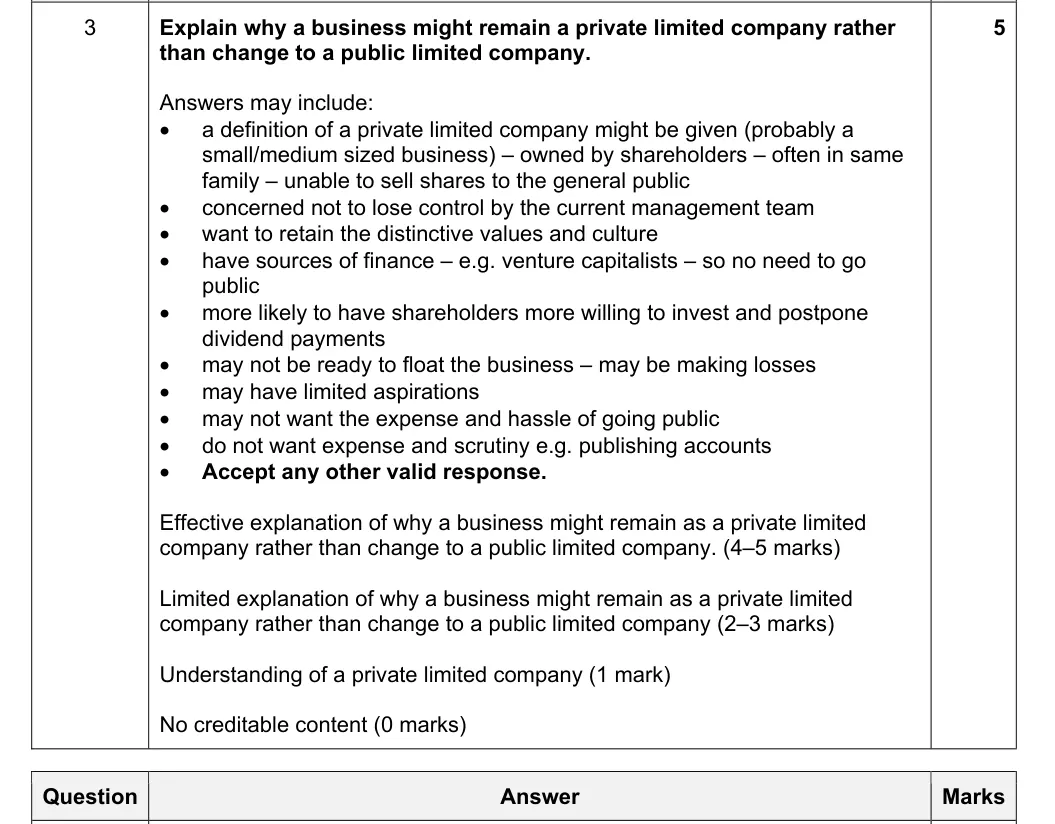 3 Explain why a business might remain a private limited company rather 5
than change to a public limited company.
Answers may include:
• a definition of a private limited company might be given (probably a
small/medium sized business) – owned by shareholders – often in same
family – unable to sell shares to the general public
• concerned not to lose control by the current management team
• want to retain the distinctive values and culture
• have sources of finance – e.g. venture capitalists – so no need to go
public
• more likely to have shareholders more willing to invest and postpone
dividend payments
• may not be ready to float the business – may be making losses
• may have limited aspirations
• may not want the expense and hassle of going public
• do not want expense and scrutiny e.g. publishing accounts
• Accept any other valid response.
Effective explanation of why a business might remain as a private limited
company rather than change to a public limited company. (4–5 marks)
Limited explanation of why a business might remain as a private limited
company rather than change to a public limited company (2–3 marks)
Understanding of a private limited company (1 mark)
No creditable content (0 marks)
Question Answer Marks